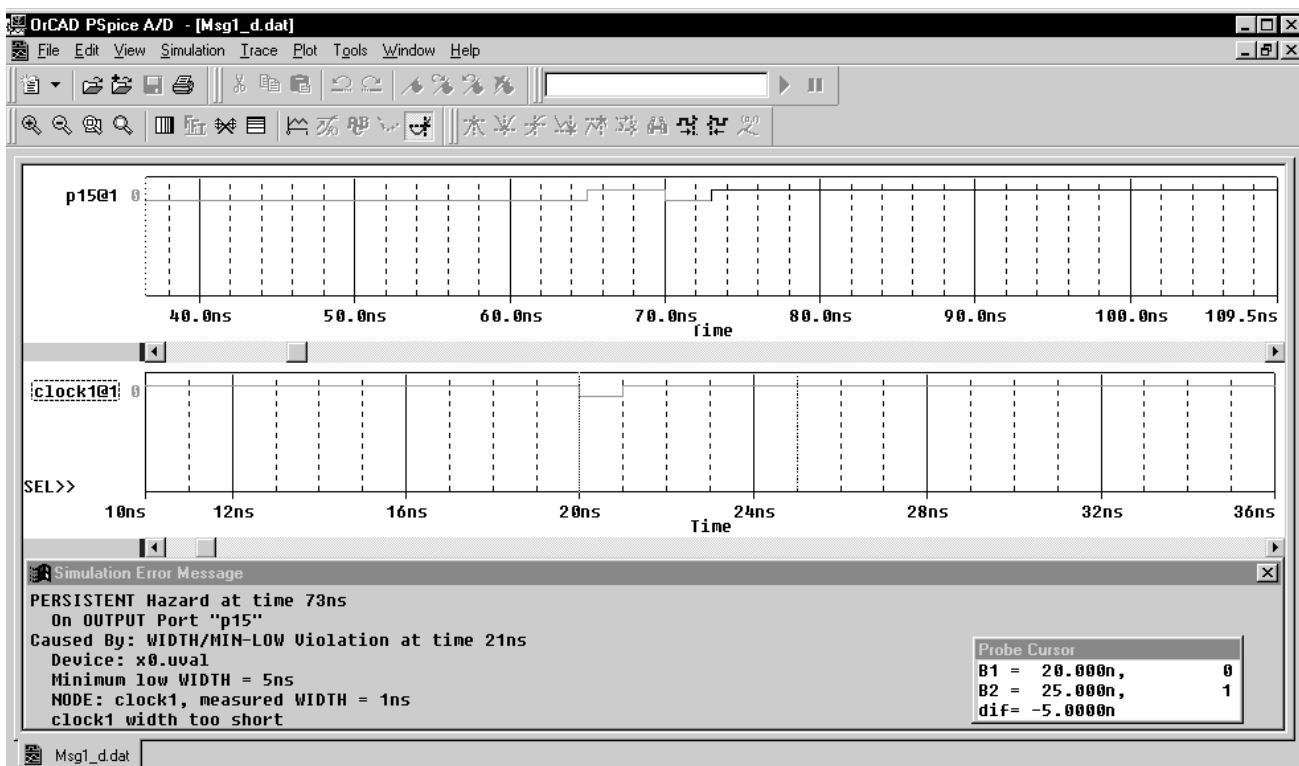 OrCAD PSpice A/D - [Msg1_d.dat]
File Edit View Simulation Trace Plot Tools Window Help
p15@1 0
40.0ns 50.0ns 60.0ns 70.0ns 80.0ns 90.0ns 100.0ns 109.5ns
Time
clock1@1 0
SEL>>
10ns 12ns 16ns 20ns 24ns 28ns 32ns 36ns
Time
Simulation Error Message
PERSISTENT Hazard at time 73ns
On OUTPUT Port "p15"
Caused By: WIDTH/MIN-LOW Violation at time 21ns
Device: x0.uval
Minimum low WIDTH = 5ns
NODE: clock1, measured WIDTH = 1ns
clock1 width too short
Probe Cursor
B1 = 20.000n, 0
B2 = 25.000n, 1
dif= -5.0000n
Msg1_d.dat